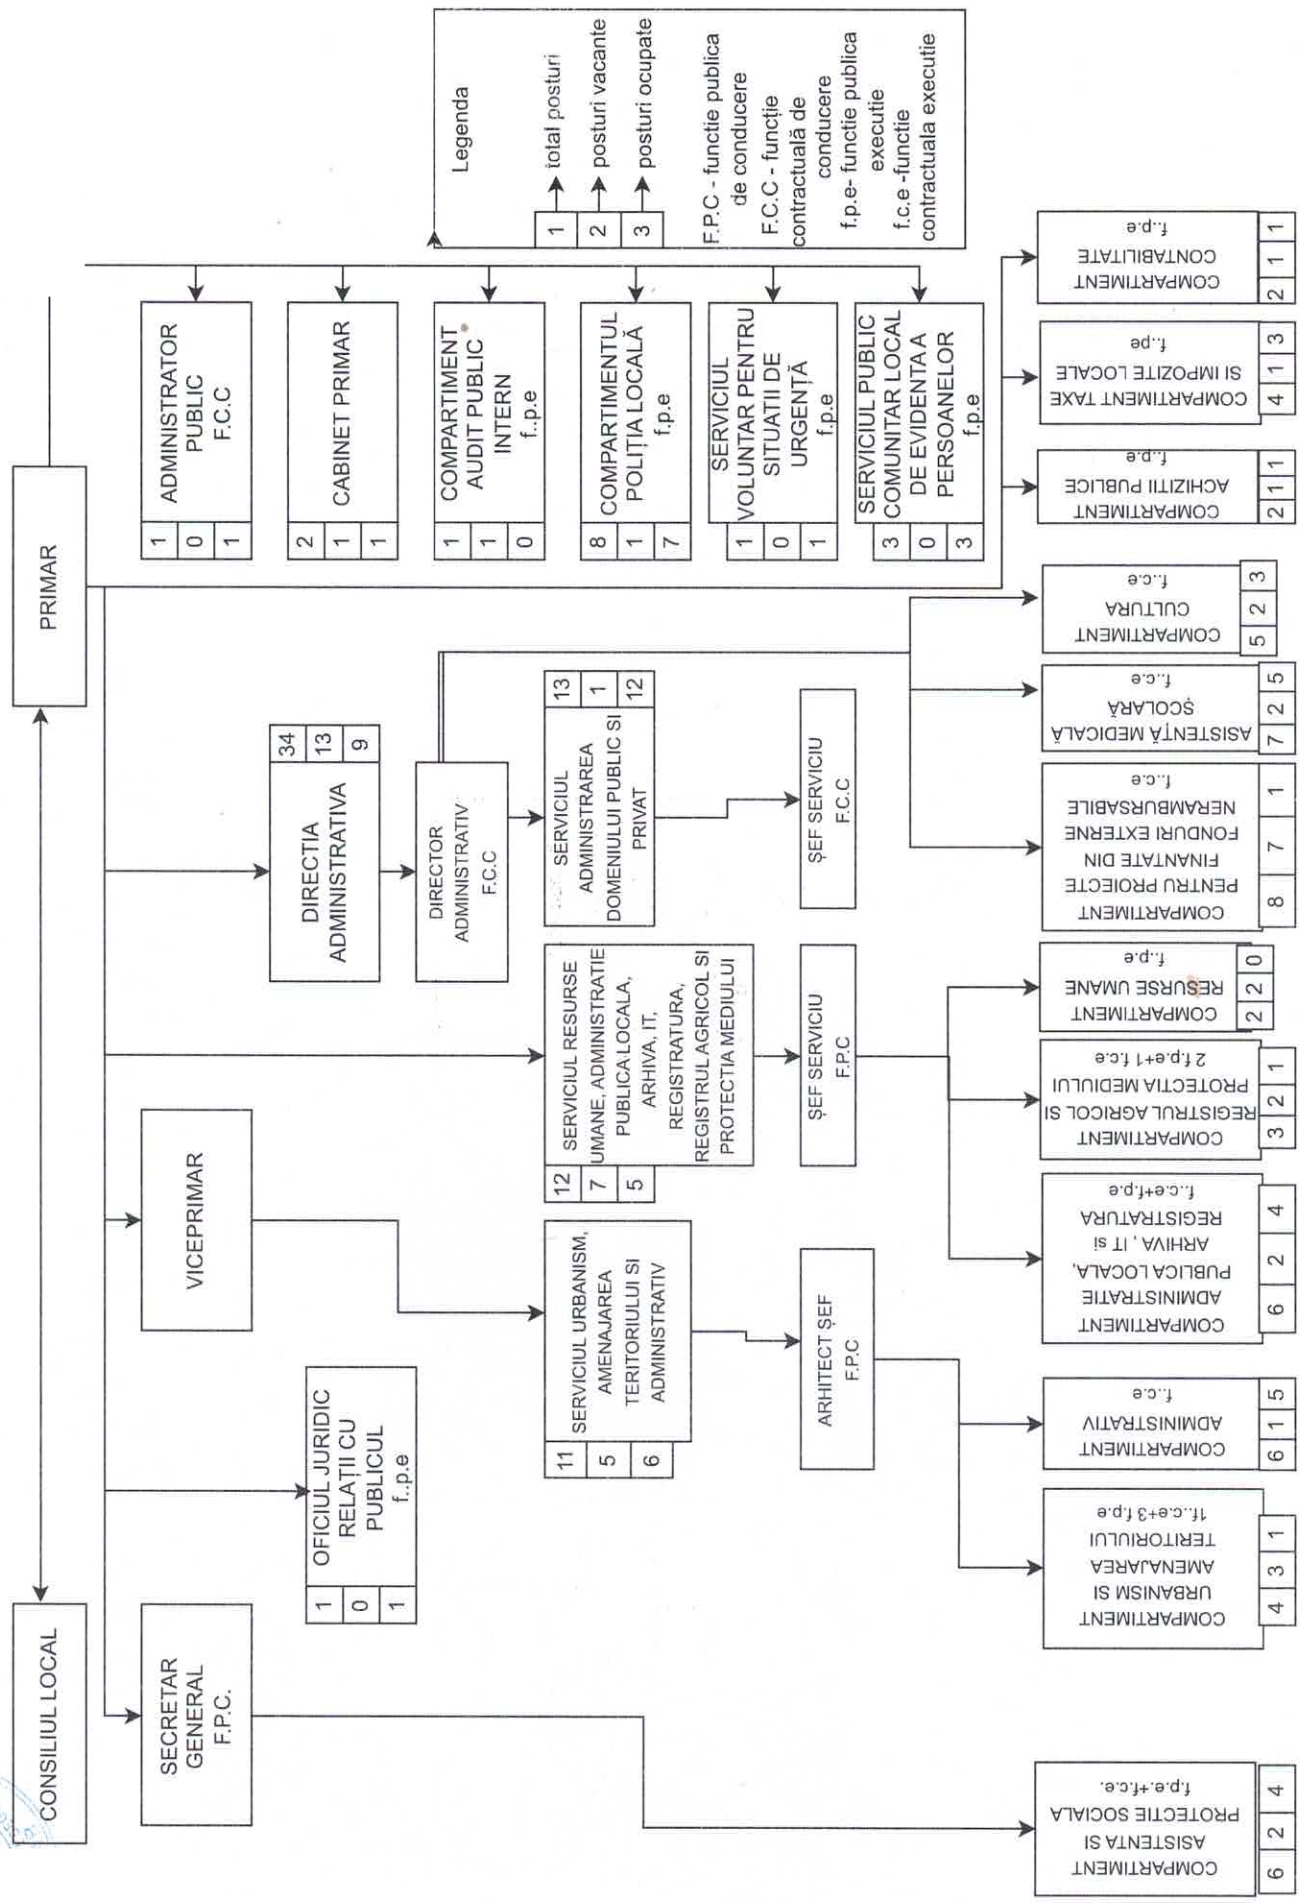 CONSILIUL LOCAL
PRIMAR
SECRETAR
GENERAL
F.P.C.
OFICIUL JURIDIC
RELAȚII CU
PUBLICUL
f..p.e
1
0
1
VICEPRIMAR
DIRECTIA
ADMINISTRATIVA
34
13
9
DIRECTOR
ADMINISTRATIV
F.C.C
ADMINISTRATOR
PUBLIC
F.C.C
1
0
1
CABINET PRIMAR
2
1
1
COMPARTIMENT
AUDIT PUBLIC
INTERN
f..p.e
1
1
0
COMPARTIMENTUL
POLIȚIA LOCALĂ
f.p.e
8
1
7
SERVICIUL
VOLUNTAR PENTRU
SITUATII DE
URGENȚĂ
f.p.e
1
0
1
SERVICIUL PUBLIC
COMUNITAR LOCAL
DE EVIDENTA A
PERSOANELOR
f.p.e
3
0
3
Legenda
1 total posturi
2 posturi vacante
3 posturi ocupate
F.P.C - functie publica
de conducere
F.C.C - funcție
contractuală de
conducere
f.p.e- functie publica
executie
f.c.e -functie
contractuala executie
SERVICIUL URBANISM,
AMENAJAREA
TERITORIULUI SI
ADMINISTRATIV
11
5
6
SERVICIUL RESURSE
UMANE, ADMINISTRATIE
PUBLICA LOCALA,
ARHIVA, IT,
REGISTRATURA,
REGISTRUL AGRICOL SI
PROTECTIA MEDIULUI
12
7
5
SERVICIUL
ADMINISTRAREA
DOMENIULUI PUBLIC SI
PRIVAT
13
1
12
ARHITECT ȘEF
F.P.C
ȘEF SERVICIU
F.P.C
ȘEF SERVICIU
F.C.C
COMPARTIMENT
ASISTENTA SI
PROTECTIE SOCIALA
f.p.e.+f.c.e.
6 2 4
COMPARTIMENT
URBANISM SI
AMENAJAREA
TERITORIULUI
1f..c.e+3 f.p.e
4 3 1
COMPARTIMENT
ADMINISTRATIV
f..c.e
6 1 5
COMPARTIMENT
ADMINISTRATIE
PUBLICA LOCALA,
ARHIVA , IT si
REGISTRATURA
f..c.e+f.p.e
6 2 4
COMPARTIMENT
REGISTRUL AGRICOL SI
PROTECTIA MEDIULUI
2 f.p.e+1 f.c.e
3 2 1
COMPARTIMENT
RESURSE UMANE
f..p.e
2 2 0
COMPARTIMENT
PENTRU PROIECTE
FINANTATE DIN
FONDURI EXTERNE
NERAMBURSABILE
f..c.e
8 7 1
ASISTENȚĂ MEDICALĂ
ȘCOLARĂ
f..c.e
7 2 5
COMPARTIMENT
CULTURA
f..c.e
5 2 3
COMPARTIMENT
ACHIZITII PUBLICE
f..p.e
2 1 1
COMPARTIMENT TAXE
SI IMPOZITE LOCALE
f..pe
4 1 3
COMPARTIMENT
CONTABILITATE
f..p.e
2 1 1